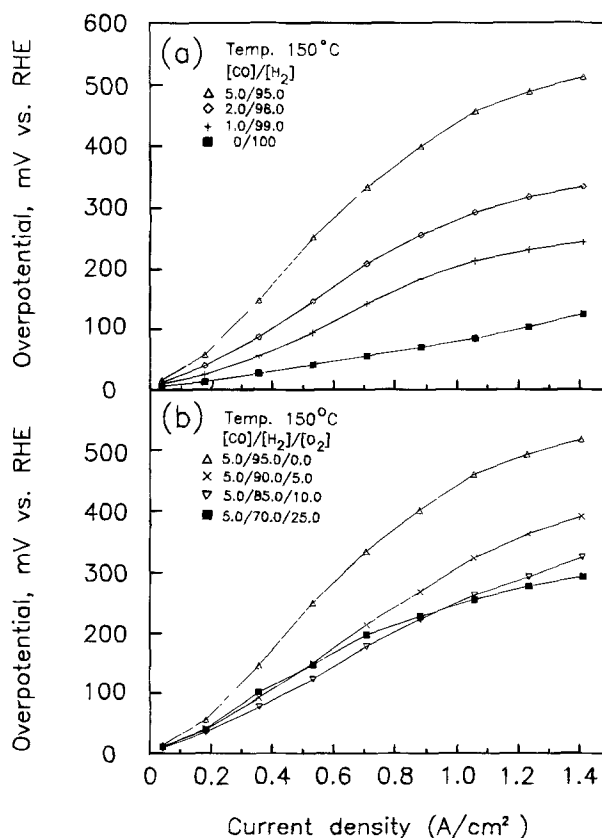 600
(a)
Temp. 150°C
[CO]/[H₂]
500
△ 5.0/95.0
◇ 2.0/98.0
+ 1.0/99.0
400
■ 0/100
300
200
100
0
Overpotential, mV vs. RHE
(b)
Temp. 150°C
[CO]/[H₂]/[O₂]
500
△ 5.0/95.0/0.0
× 5.0/90.0/5.0
400
▽ 5.0/85.0/10.0
■ 5.0/70.0/25.0
300
200
100
0
Overpotential, mV vs. RHE
0 0.2 0.4 0.6 0.8 1.0 1.2 1.4
Current density (A/cm²)